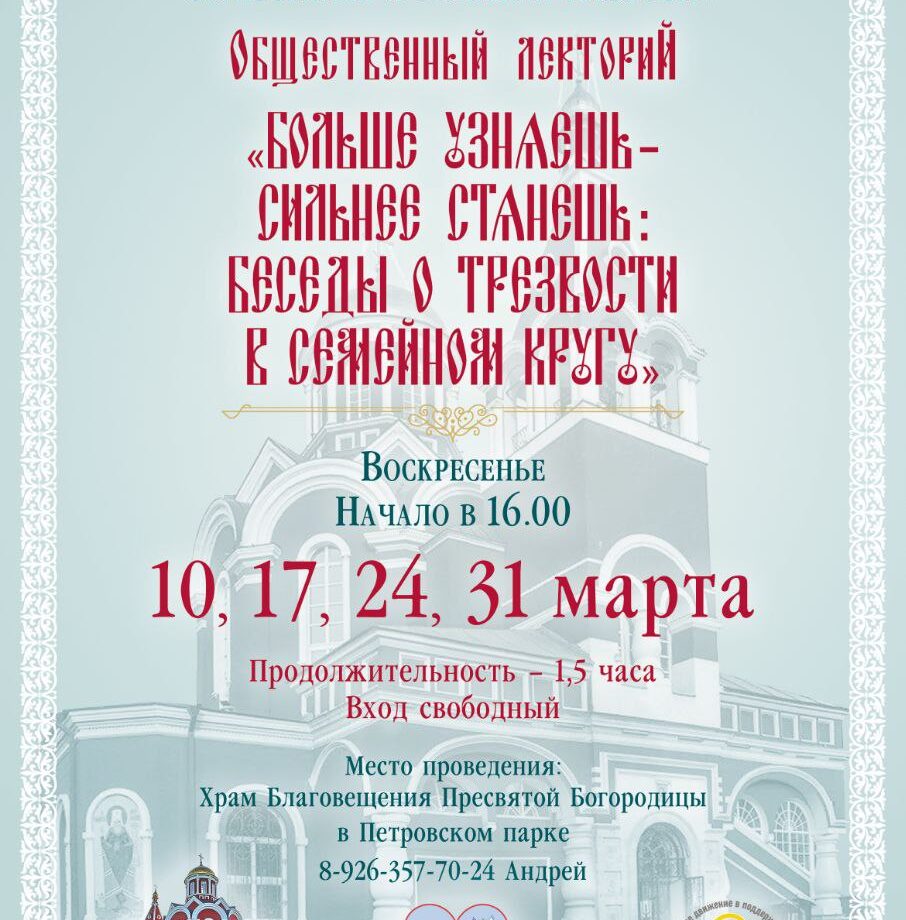 Общественный лекторий
«Больше узнаешь-
сильнее станешь:
беседы о трезвости
в семейном кругу»
Воскресенье
Начало в 16.00
10, 17, 24, 31 марта
Продолжительность – 1,5 часа
Вход свободный
Место проведения:
Храм Благовещения Пресвятой Богородицы
в Петровском парке
8-926-357-70-24 Андрей
движение в